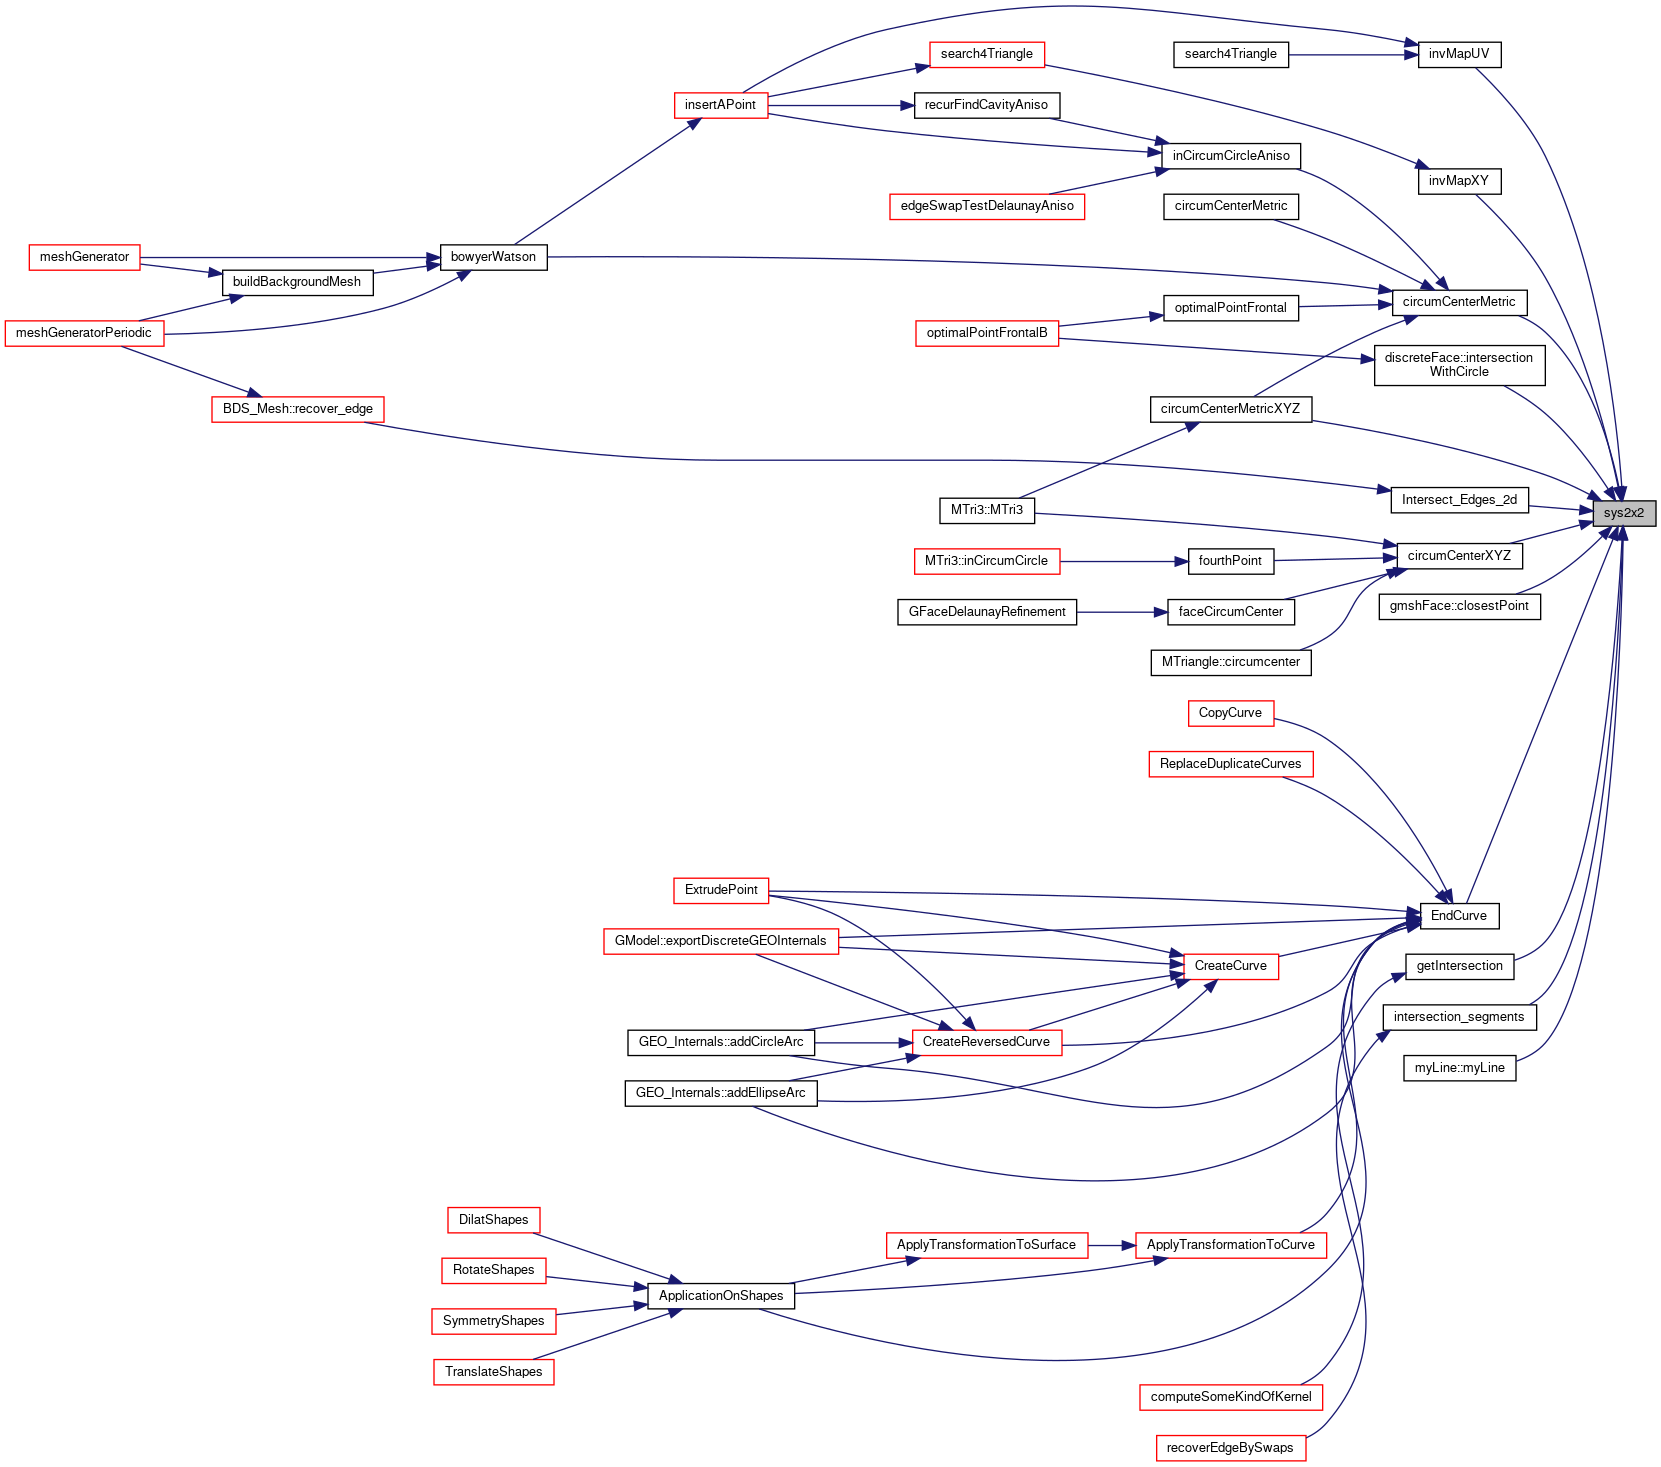 invMapUV
search4Triangle
search4Triangle
insertAPoint
recurFindCavityAniso
inCircumCircleAniso
invMapXY
edgeSwapTestDelaunayAniso
circumCenterMetric
meshGenerator
bowyerWatson
buildBackgroundMesh
circumCenterMetric
optimalPointFrontal
meshGeneratorPeriodic
optimalPointFrontalB
discreteFace::intersection
WithCircle
BDS_Mesh::recover_edge
circumCenterMetricXYZ
Intersect_Edges_2d
MTri3::MTri3
sys2x2
circumCenterXYZ
MTri3::inCircumCircle
fourthPoint
gmshFace::closestPoint
GFaceDelaunayRefinement
faceCircumCenter
MTriangle::circumcenter
CopyCurve
ReplaceDuplicateCurves
ExtrudePoint
EndCurve
GModel::exportDiscreteGEOInternals
CreateCurve
getIntersection
intersection_segments
GEO_Internals::addCircleArc
CreateReversedCurve
myLine::myLine
GEO_Internals::addEllipseArc
DilatShapes
ApplyTransformationToSurface
ApplyTransformationToCurve
RotateShapes
ApplicationOnShapes
SymmetryShapes
TranslateShapes
computeSomeKindOfKernel
recoverEdgeBySwaps